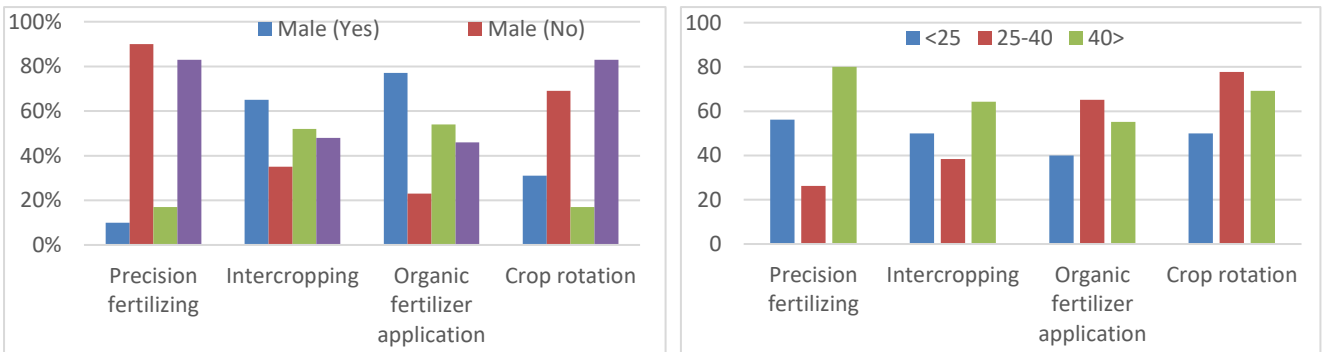 100%
80%
60%
40%
20%
0%
Male (Yes) Male (No)
Precision fertilizing
Intercropping
Organic fertilizer application
Crop rotation
100
80
60
40
20
0
<25 25-40 40>
Precision fertilizing
Intercropping
Organic fertilizer application
Crop rotation